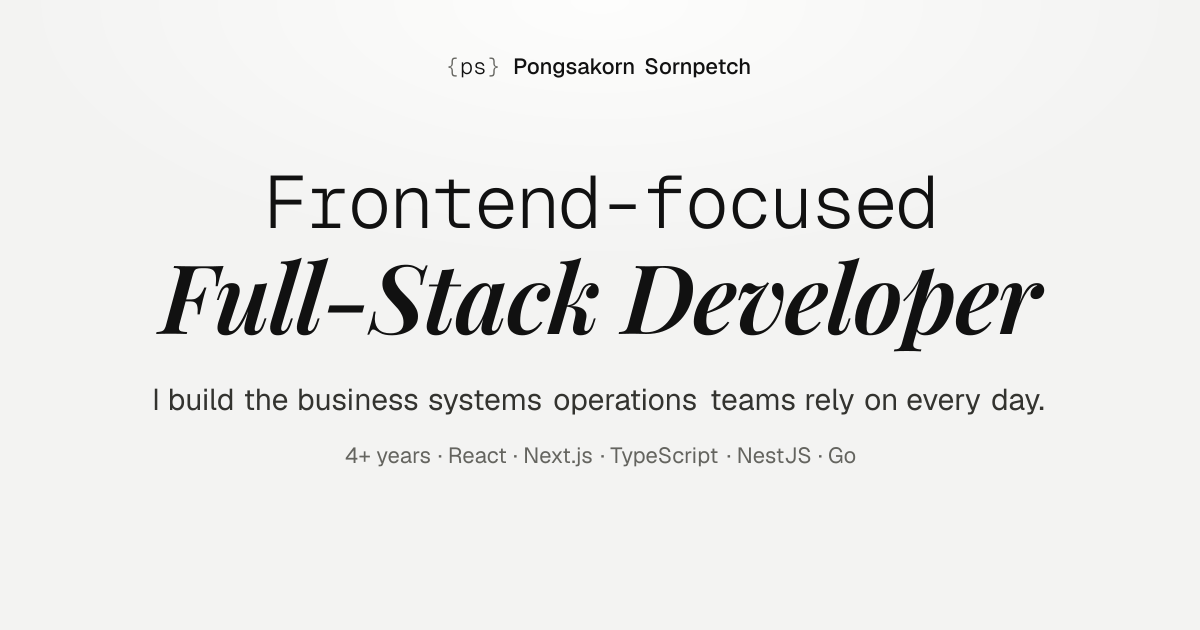 {ps} Pongsakorn Sornpetch
Frontend-focused
Full-Stack Developer
I build the business systems operations teams rely on every day.
4+ years · React · Next.js · TypeScript · NestJS · Go